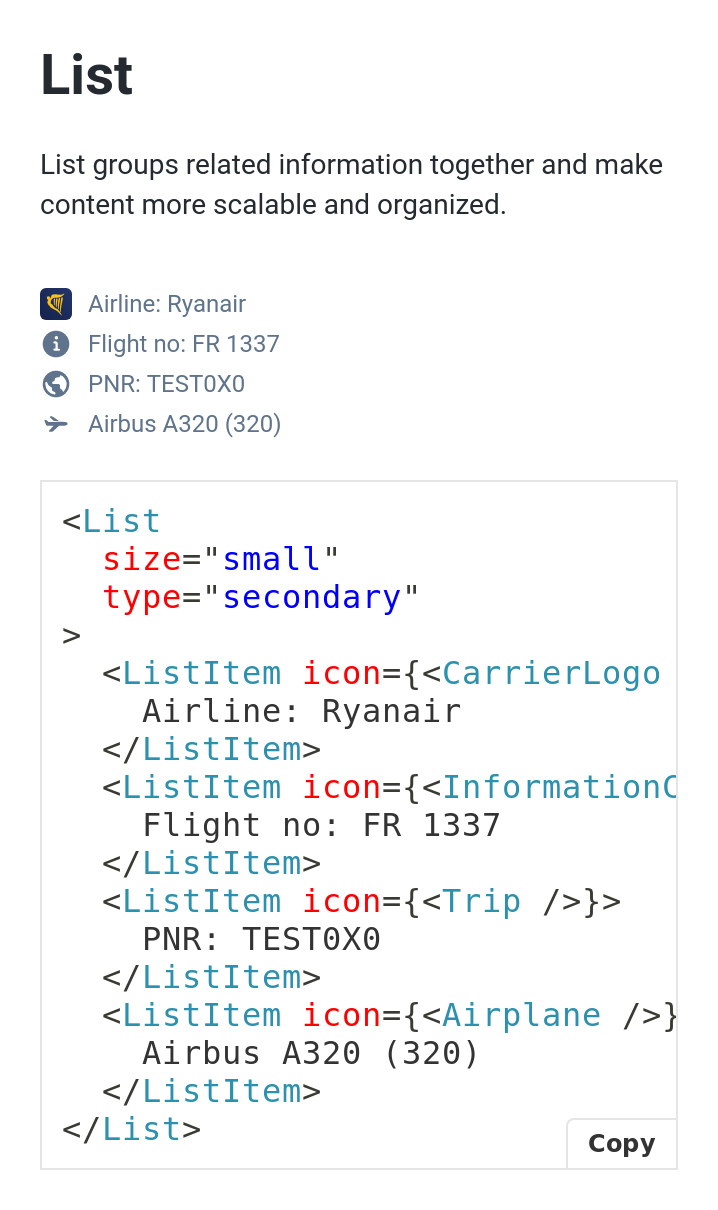 List
List groups related information together and make
content more scalable and organized.
Airline: Ryanair
Flight no: FR 1337
PNR: TEST0X0
Airbus A320 (320)
<List
  size="small"
  type="secondary"
>
  <ListItem icon={<CarrierLogo
    Airline: Ryanair
  </ListItem>
  <ListItem icon={<InformationC
    Flight no: FR 1337
  </ListItem>
  <ListItem icon={<Trip />}>
    PNR: TEST0X0
  </ListItem>
  <ListItem icon={<Airplane />}
    Airbus A320 (320)
  </ListItem>
</List>
Copy